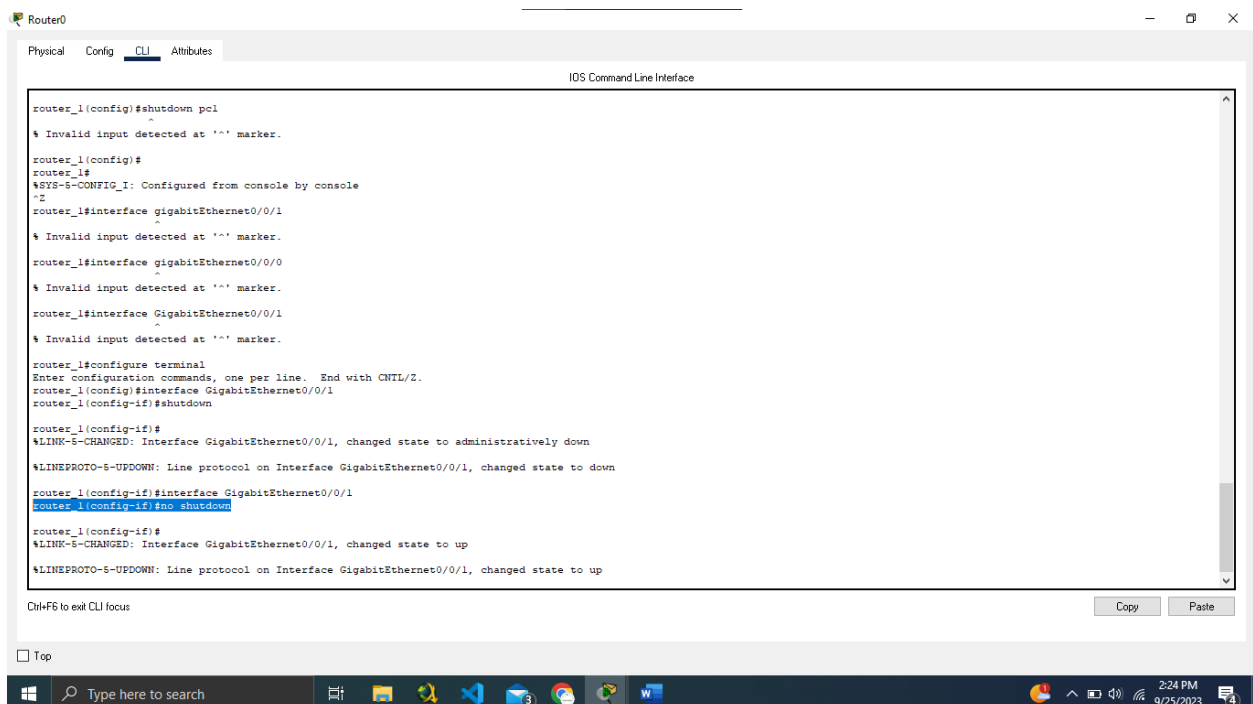 Router0
Physical Config CLI Attributes
IOS Command Line Interface
router_1(config)#shutdown pc1
^
% Invalid input detected at '^' marker.
router_1(config)#
router_1#
%SYS-5-CONFIG_I: Configured from console by console
^Z
router_1#interface gigabitEthernet0/0/1
^
% Invalid input detected at '^' marker.
router_1#interface gigabitEthernet0/0/0
^
% Invalid input detected at '^' marker.
router_1#interface GigabitEthernet0/0/1
^
% Invalid input detected at '^' marker.
router_1#configure terminal
Enter configuration commands, one per line. End with CNTL/Z.
router_1(config)#interface GigabitEthernet0/0/1
router_1(config-if)#shutdown
router_1(config-if)#
%LINK-5-CHANGED: Interface GigabitEthernet0/0/1, changed state to administratively down
%LINEPROTO-5-UPDOWN: Line protocol on Interface GigabitEthernet0/0/1, changed state to down
router_1(config-if)#interface GigabitEthernet0/0/1
router_1(config-if)#no shutdown
router_1(config-if)#
%LINK-5-CHANGED: Interface GigabitEthernet0/0/1, changed state to up
%LINEPROTO-5-UPDOWN: Line protocol on Interface GigabitEthernet0/0/1, changed state to up
Ctrl+F6 to exit CLI focus
Copy Paste
Top
Type here to search
3
W
2:24 PM
9/25/2023
4